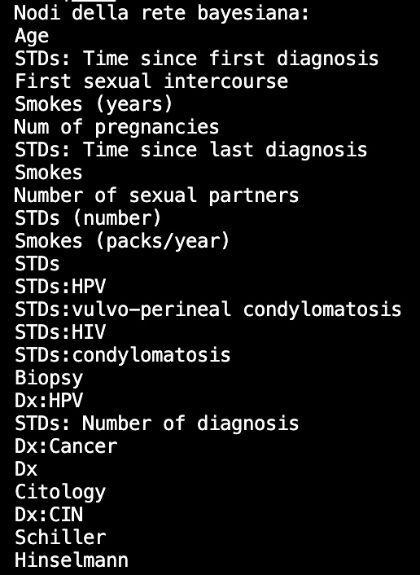 Nodi della rete bayesiana:
Age
STDs: Time since first diagnosis
First sexual intercourse
Smokes (years)
Num of pregnancies
STDs: Time since last diagnosis
Smokes
Number of sexual partners
STDs (number)
Smokes (packs/year)
STDs
STDs:HPV
STDs:vulvo-perineal condylomatosis
STDs:HIV
STDs:condylomatosis
Biopsy
Dx:HPV
STDs: Number of diagnosis
Dx:Cancer
Dx
Citology
Dx:CIN
Schiller
Hinselmann